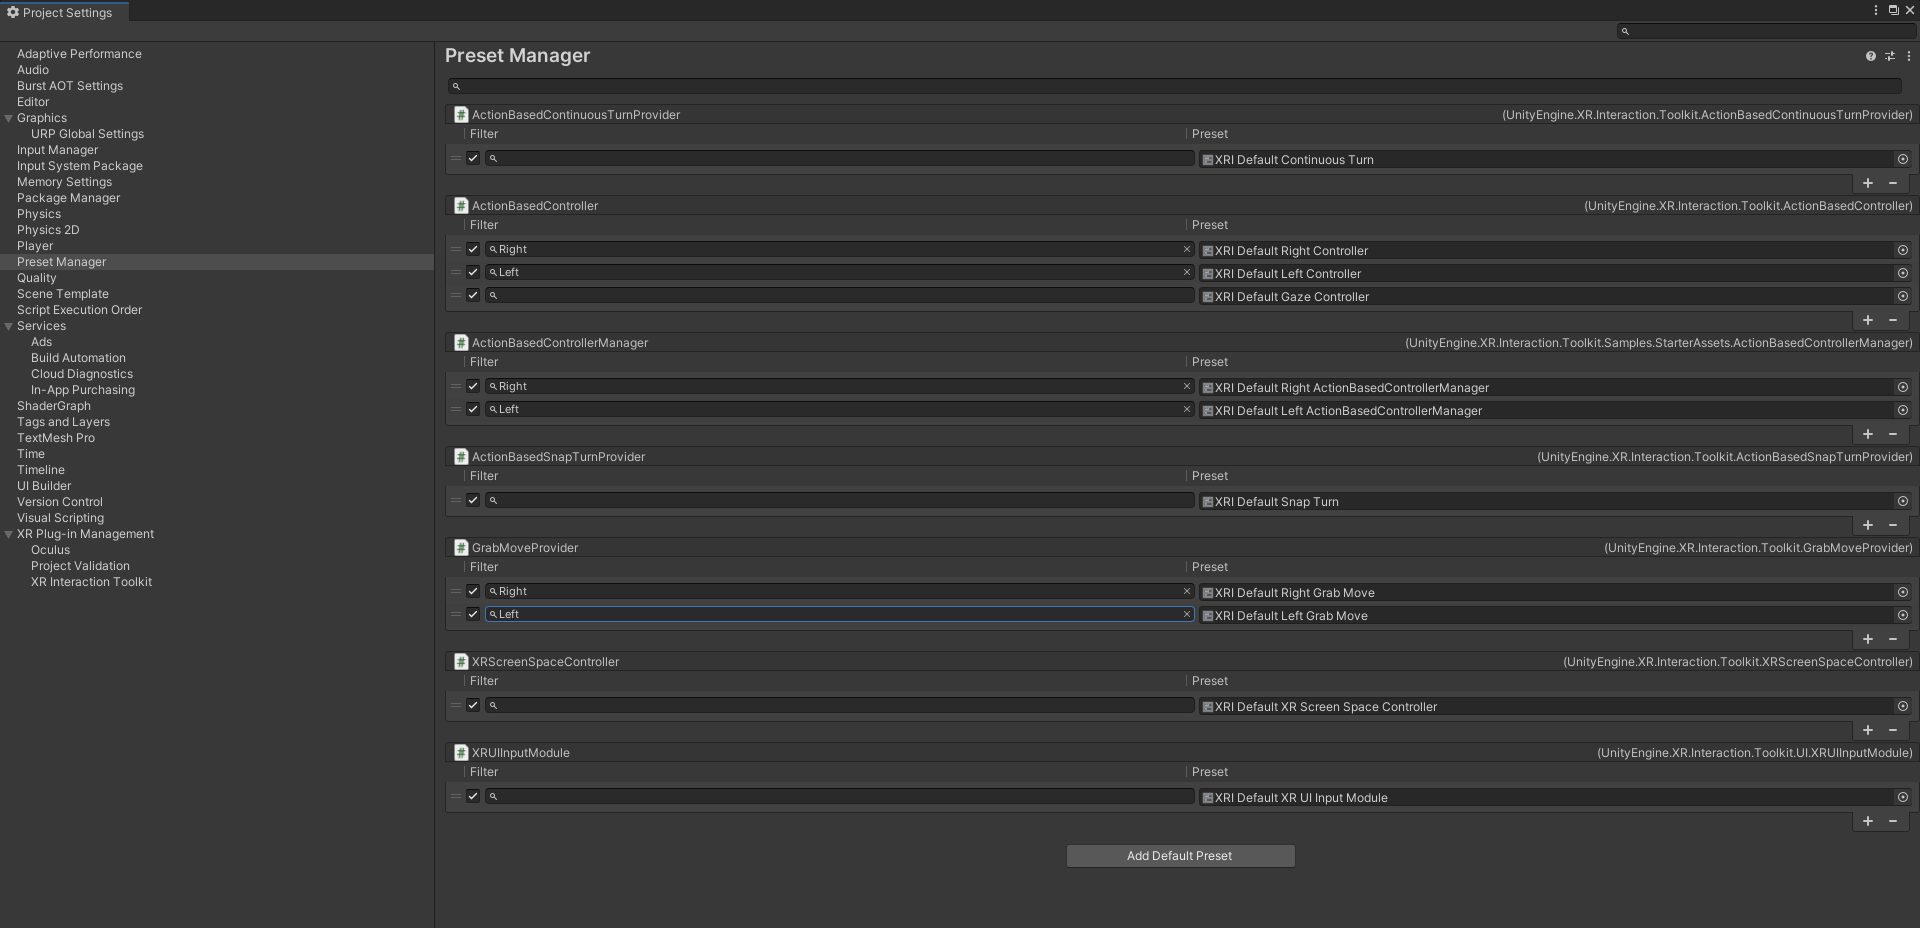 Project Settings
Adaptive Performance
Audio
Burst AOT Settings
Editor
Graphics
URP Global Settings
Input Manager
Input System Package
Memory Settings
Package Manager
Physics
Physics 2D
Player
Preset Manager
Quality
Scene Template
Script Execution Order
Services
Ads
Build Automation
Cloud Diagnostics
In-App Purchasing
ShaderGraph
Tags and Layers
TextMesh Pro
Time
Timeline
UI Builder
Version Control
Visual Scripting
XR Plug-in Management
Oculus
Project Validation
XR Interaction Toolkit
Preset Manager
ActionBasedContinuousTurnProvider (UnityEngine.XR.Interaction.Toolkit.ActionBasedContinuousTurnProvider)
Filter Preset
XRI Default Continuous Turn
ActionBasedController (UnityEngine.XR.Interaction.Toolkit.ActionBasedController)
Filter Preset
Right XRI Default Right Controller
Left XRI Default Left Controller
XRI Default Gaze Controller
ActionBasedControllerManager (UnityEngine.XR.Interaction.Toolkit.Samples.StarterAssets.ActionBasedControllerManager)
Filter Preset
Right XRI Default Right ActionBasedControllerManager
Left XRI Default Left ActionBasedControllerManager
ActionBasedSnapTurnProvider (UnityEngine.XR.Interaction.Toolkit.ActionBasedSnapTurnProvider)
Filter Preset
XRI Default Snap Turn
GrabMoveProvider (UnityEngine.XR.Interaction.Toolkit.GrabMoveProvider)
Filter Preset
Right XRI Default Right Grab Move
Left XRI Default Left Grab Move
XRScreenSpaceController (UnityEngine.XR.Interaction.Toolkit.XRScreenSpaceController)
Filter Preset
XRI Default XR Screen Space Controller
XRUIInputModule (UnityEngine.XR.Interaction.Toolkit.UI.XRUIInputModule)
Filter Preset
XRI Default XR UI Input Module
Add Default Preset